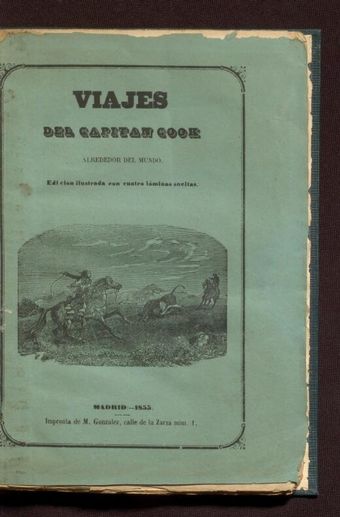 VIAJES
DEL CAPITAN COOK
ALREDEDOR DEL MUNDO.
Edicion ilustrada con cuatro láminas sueltas.
MADRID:—1855.
Imprenta de M. Gonzalez, calle de la Zarza núm. 1.